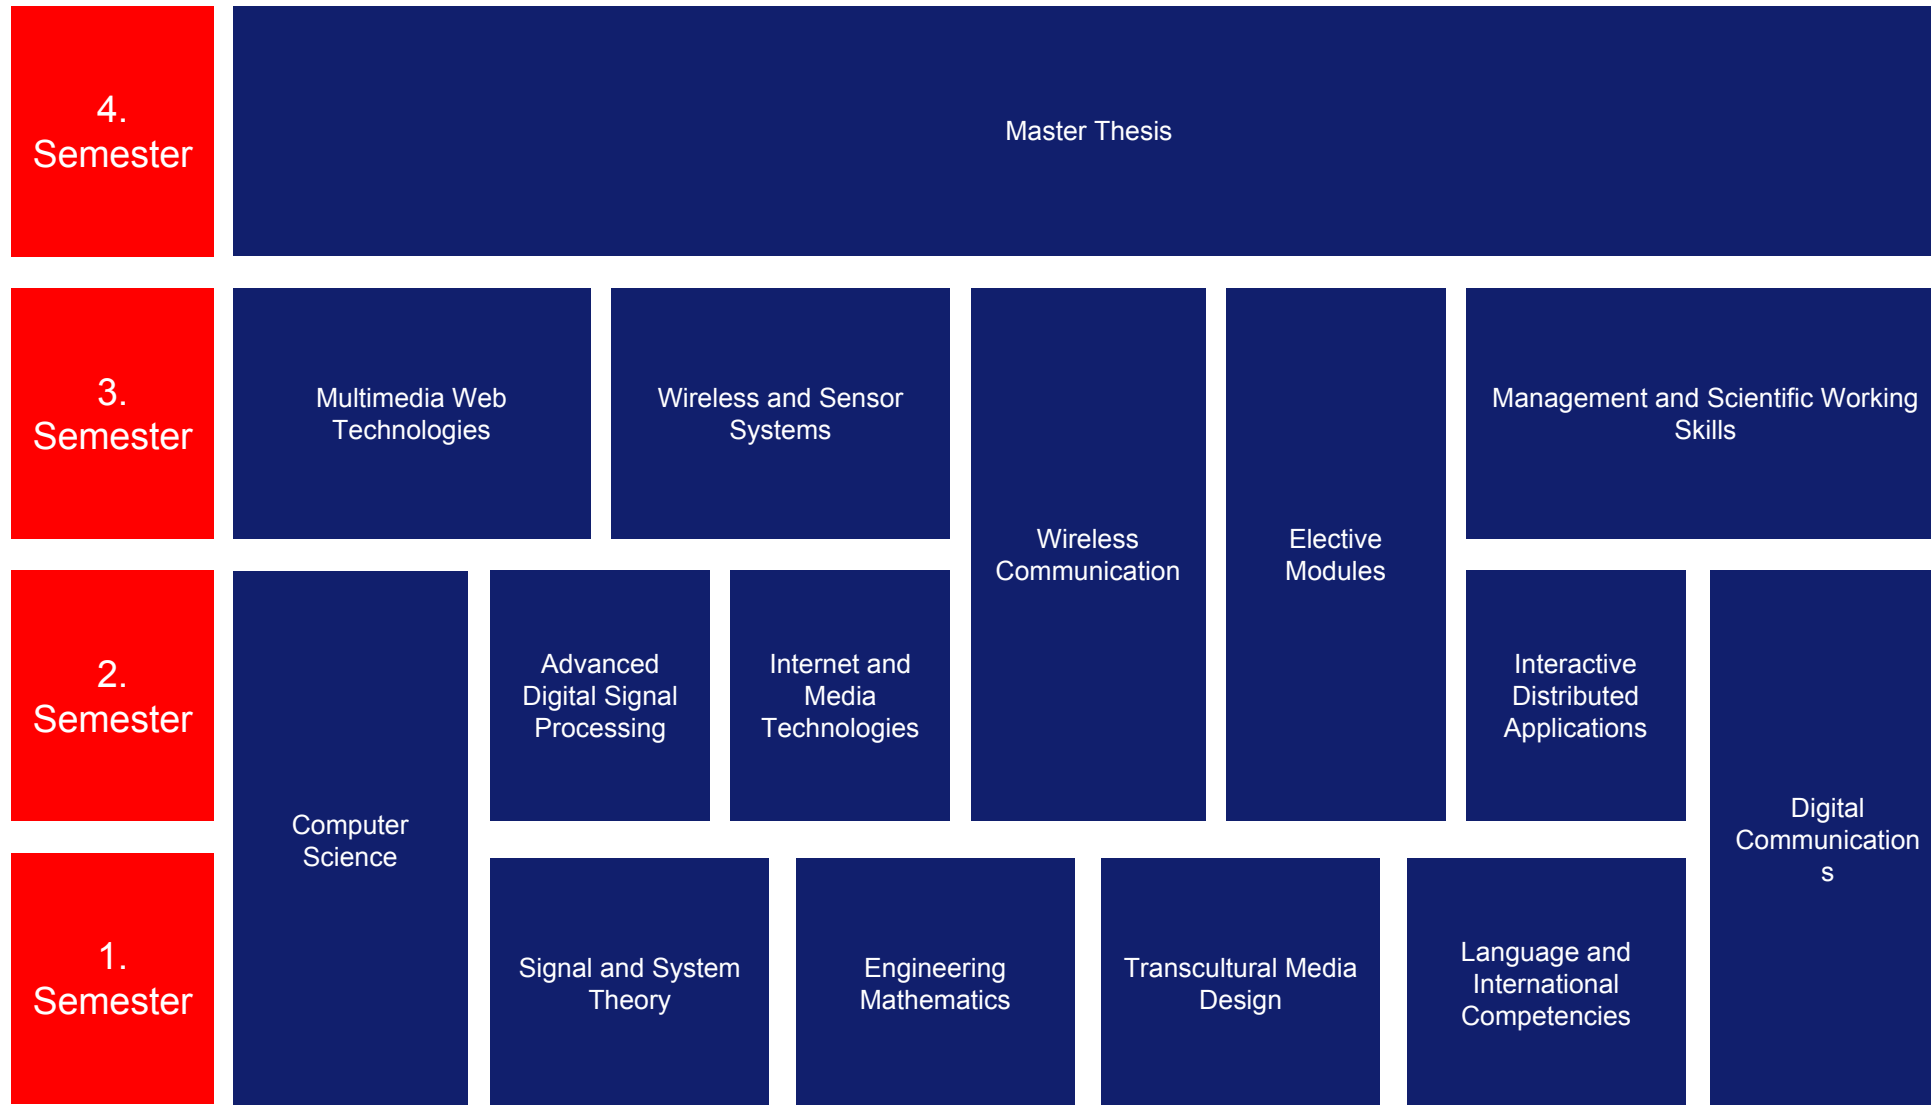 4.
Semester
Master Thesis
3.
Semester
Multimedia Web
Technologies
Wireless and Sensor
Systems
Wireless
Communication
Elective
Modules
Management and Scientific Working
Skills
2.
Semester
Computer
Science
Advanced
Digital Signal
Processing
Internet and
Media
Technologies
Interactive
Distributed
Applications
Digital
Communication
s
1.
Semester
Signal and System
Theory
Engineering
Mathematics
Transcultural Media
Design
Language and
International
Competencies